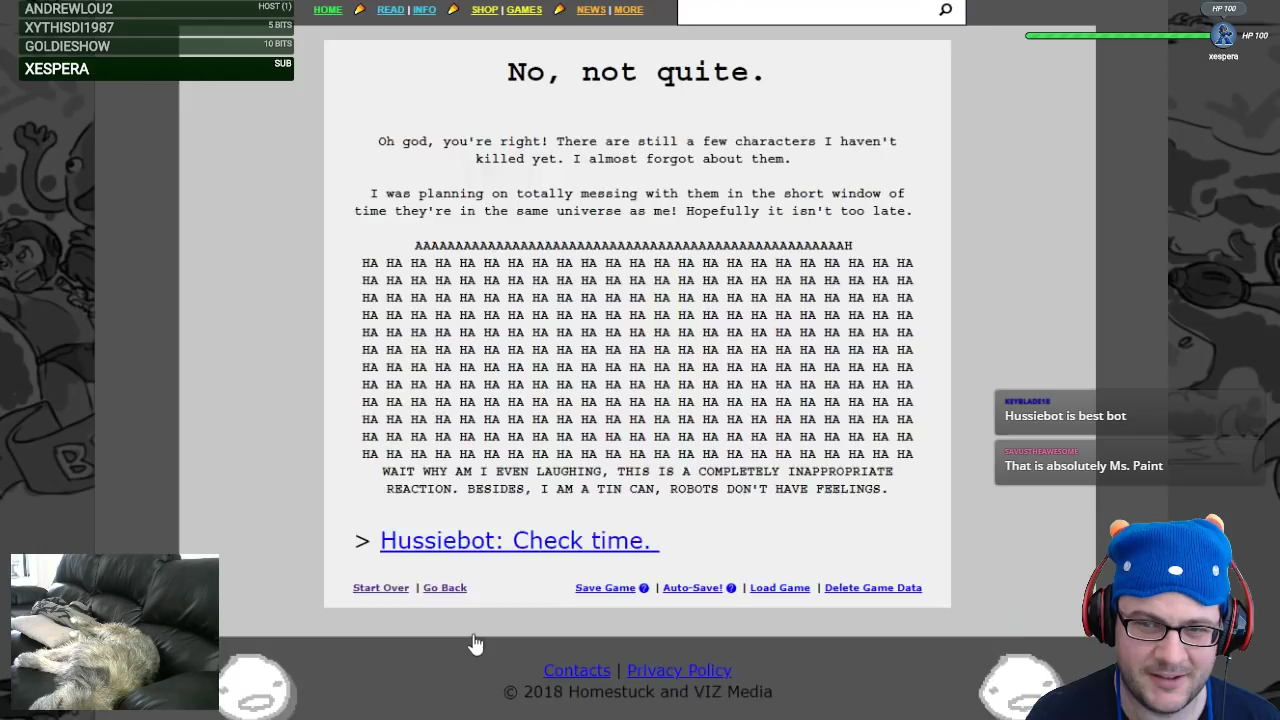 ANDREWLOU2 HOST (1)
XYTHISDI1987 5 BITS
GOLDIESHOW 10 BITS
XESPERA SUB
HOME READ | INFO SHOP | GAMES NEWS | MORE
HP 100
HP 100
xespera
No, not quite.
Oh god, you're right! There are still a few characters I haven't
killed yet. I almost forgot about them.
I was planning on totally messing with them in the short window of
time they're in the same universe as me! Hopefully it isn't too late.
AAAAAAAAAAAAAAAAAAAAAAAAAAAAAAAAAAAAAAAAAAAAAAAAAAAAAH
HA HA HA HA HA HA HA HA HA HA HA HA HA HA HA HA HA HA HA HA HA HA HA
HA HA HA HA HA HA HA HA HA HA HA HA HA HA HA HA HA HA HA HA HA HA HA
HA HA HA HA HA HA HA HA HA HA HA HA HA HA HA HA HA HA HA HA HA HA HA
HA HA HA HA HA HA HA HA HA HA HA HA HA HA HA HA HA HA HA HA HA HA HA
HA HA HA HA HA HA HA HA HA HA HA HA HA HA HA HA HA HA HA HA HA HA HA
HA HA HA HA HA HA HA HA HA HA HA HA HA HA HA HA HA HA HA HA HA HA HA
HA HA HA HA HA HA HA HA HA HA HA HA HA HA HA HA HA HA HA HA HA HA HA
HA HA HA HA HA HA HA HA HA HA HA HA HA HA HA HA HA HA HA HA HA HA HA
HA HA HA HA HA HA HA HA HA HA HA HA HA HA HA HA HA HA HA HA HA HA HA
HA HA HA HA HA HA HA HA HA HA HA HA HA HA HA HA HA HA HA HA HA HA HA
HA HA HA HA HA HA HA HA HA HA HA HA HA HA HA HA HA HA HA HA HA HA HA
HA HA HA HA HA HA HA HA HA HA HA HA HA HA HA HA HA HA HA HA HA HA HA
WAIT WHY AM I EVEN LAUGHING, THIS IS A COMPLETELY INAPPROPRIATE
REACTION. BESIDES, I AM A TIN CAN, ROBOTS DON'T HAVE FEELINGS.
KEYBLADE18
Hussiebot is best bot
SAVUSTHEAWESOME
That is absolutely Ms. Paint
> Hussiebot: Check time.
Start Over | Go Back Save Game ? | Auto-Save! ? | Load Game | Delete Game Data
Contacts | Privacy Policy
© 2018 Homestuck and VIZ Media